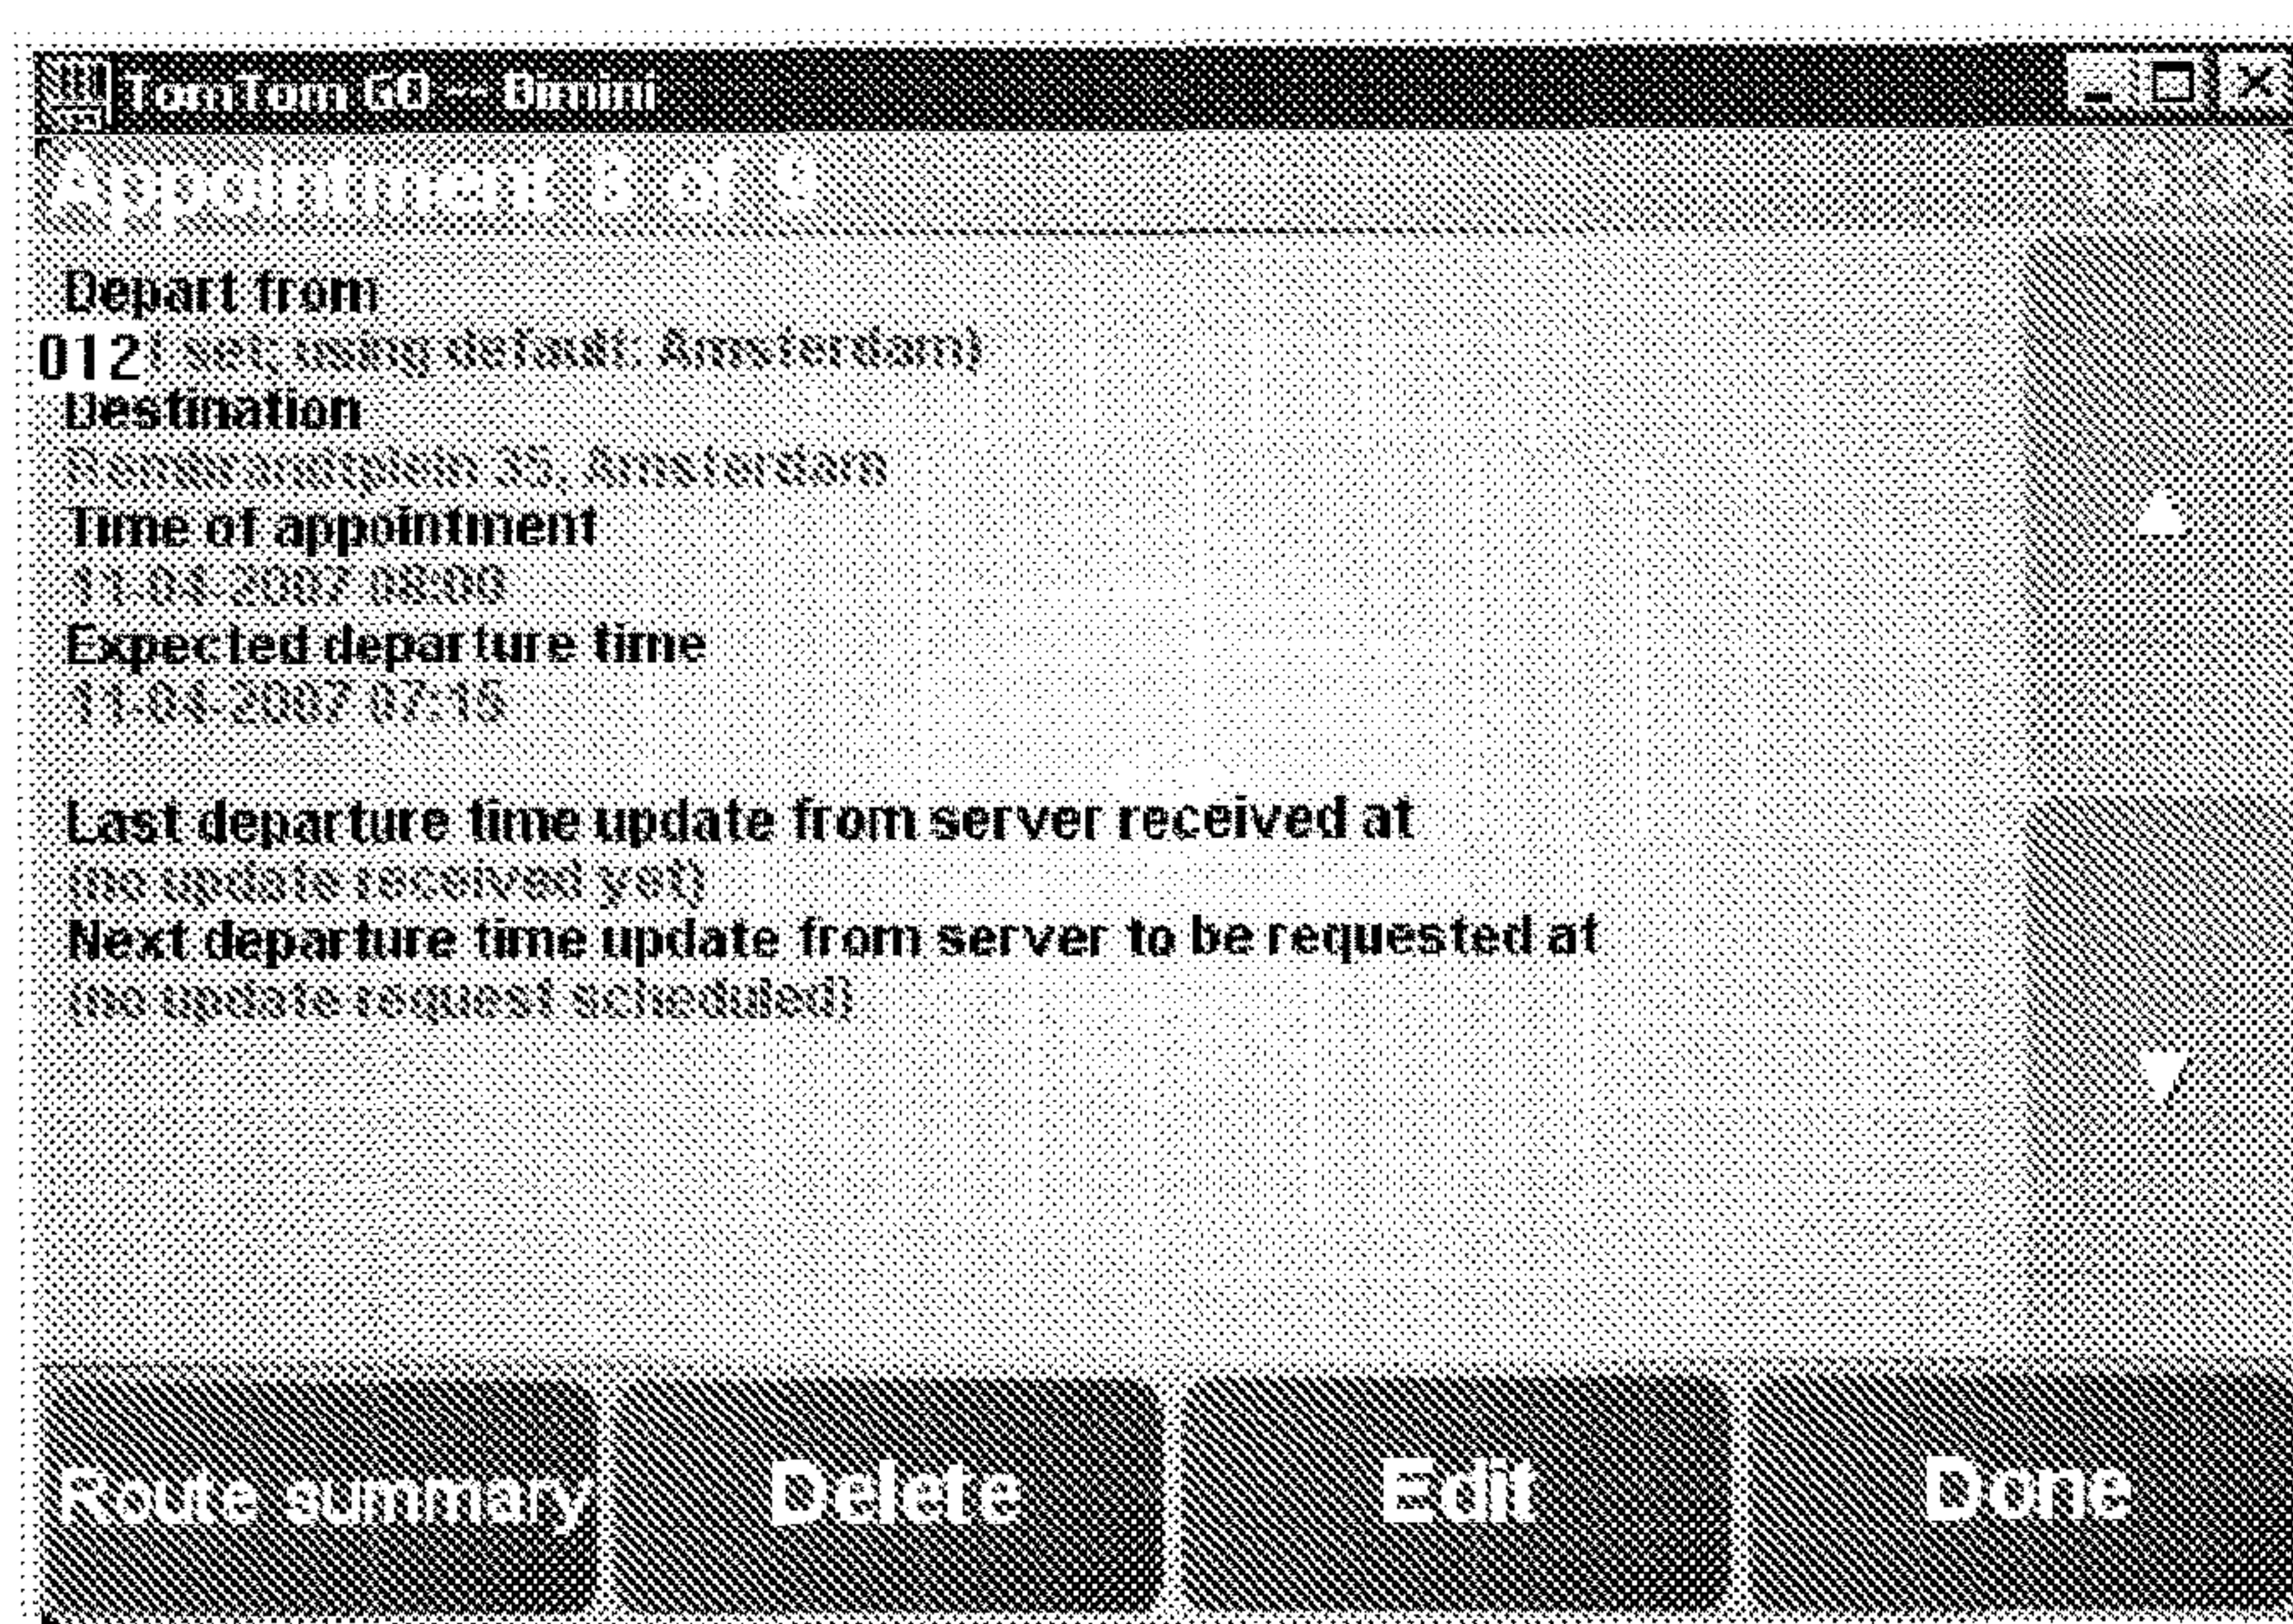 TomTom GO -- Bimini
Appointment 8 of 9
Depart from
012 t set; using default: Amsterdam)
Destination
Rembrandtplein 35, Amsterdam
Time of appointment
11-04-2007 08:00
Expected departure time
11-04-2007 07:15
Last departure time update from server received at
(no update received yet)
Next departure time update from server to be requested at
(no update request scheduled)
Route summary
Delete
Edit
Done